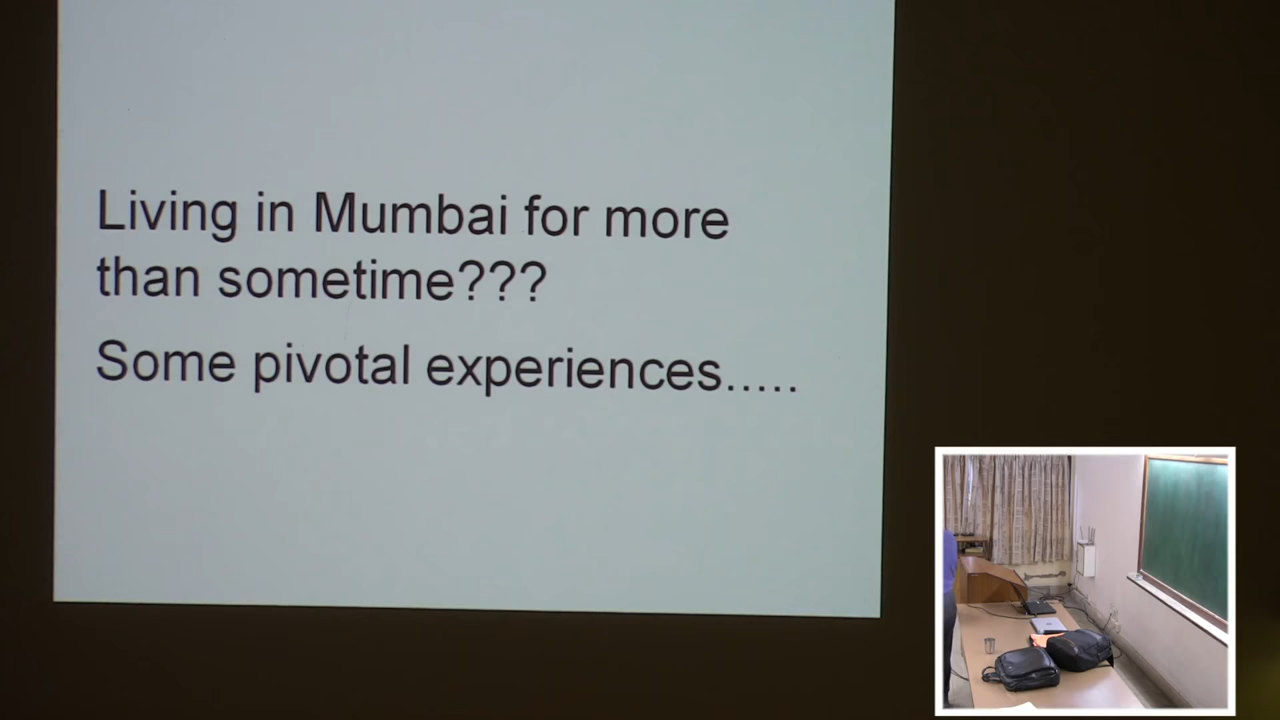 Living in Mumbai for more
than sometime???
Some pivotal experiences.....